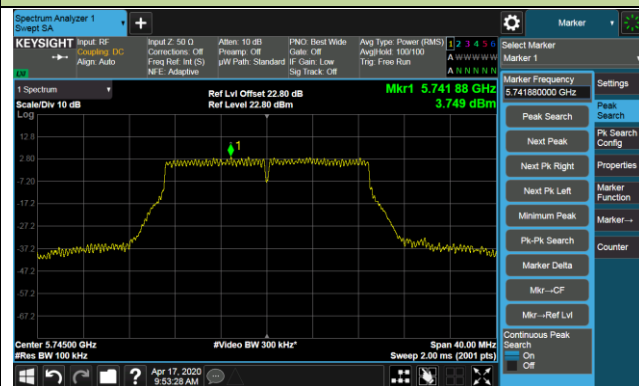 Spectrum Analyzer 1
Swept SA
Marker
KEYSIGHT
Input: RF
Coupling: DC
Align: Auto
Input Z: 50 Ω
Corrections: Off
Freq Ref: Int (S)
NFE: Adaptive
Atten: 10 dB
Preamp: Off
µW Path: Standard
PNO: Best Wide
Gate: Off
IF Gain: Low
Sig Track: Off
Avg Type: Power (RMS)
Avg|Hold: 100/100
Trig: Free Run
1 2 3 4 5 6
A W W W W W
A N N N N N
Select Marker
Marker 1
LXI
1 Spectrum
Scale/Div 10 dB
Log
Ref Lvl Offset 22.80 dB
Ref Level 22.80 dBm
Mkr1 5.741 88 GHz
3.749 dBm
1
12.8
2.80
-7.20
-17.2
-27.2
-37.2
-47.2
-57.2
-67.2
Center 5.74500 GHz
#Res BW 100 kHz
#Video BW 300 kHz*
Span 40.00 MHz
Sweep 2.00 ms (2001 pts)
Marker Frequency
5.741880000 GHz
Peak Search
Next Peak
Next Pk Right
Next Pk Left
Minimum Peak
Pk-Pk Search
Marker Delta
Mkr→CF
Mkr→Ref Lvl
Continuous Peak
Search
On
Off
Settings
Peak
Search
Pk Search
Config
Properties
Marker
Function
Marker→
Counter
?
Apr 17, 2020
9:53:28 AM